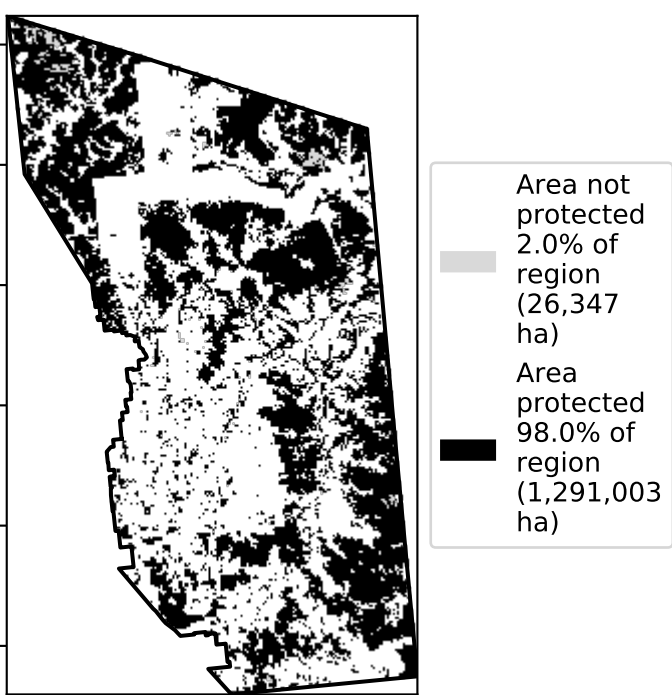 Area not
protected
2.0% of
region
(26,347
ha)
Area
protected
98.0% of
region
(1,291,003
ha)